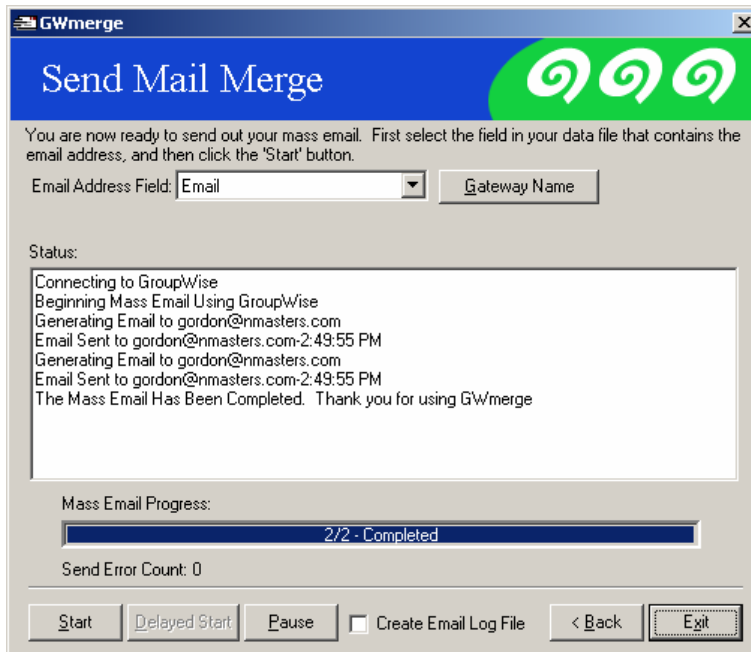 GWmerge
Send Mail Merge
You are now ready to send out your mass email.  First select the field in your data file that contains the
email address, and then click the 'Start' button.
Email Address Field: Email Gateway Name
Status:
Connecting to GroupWise
Beginning Mass Email Using GroupWise
Generating Email to gordon@nmasters.com
Email Sent to gordon@nmasters.com-2:49:55 PM
Generating Email to gordon@nmasters.com
Email Sent to gordon@nmasters.com-2:49:55 PM
The Mass Email Has Been Completed.  Thank you for using GWmerge
Mass Email Progress:
2/2 - Completed
Send Error Count: 0
Start Delayed Start Pause Create Email Log File < Back Exit